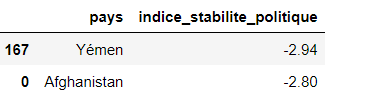 pays indice_stabilite_politique
167 Yémen -2.94
0 Afghanistan -2.80